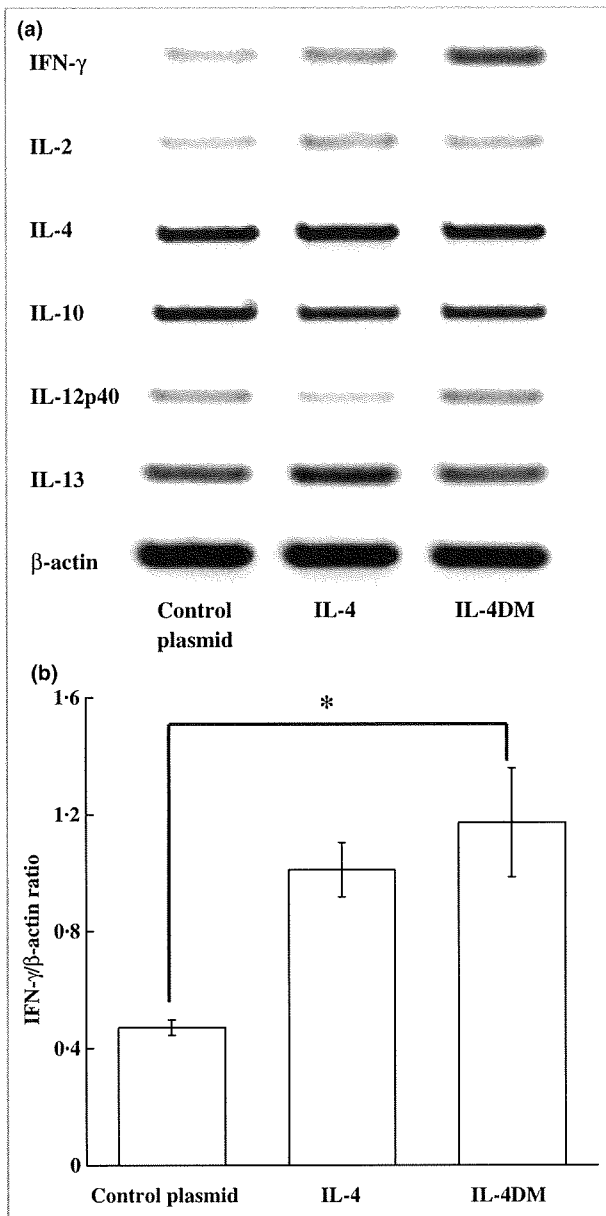 (a)
IFN-γ
IL-2
IL-4
IL-10
IL-12p40
IL-13
β-actin
Control plasmid
IL-4
IL-4DM
(b)
*
IFN-γ/β-actin ratio
1·6
1·2
0·8
0·4
0
Control plasmid
IL-4
IL-4DM